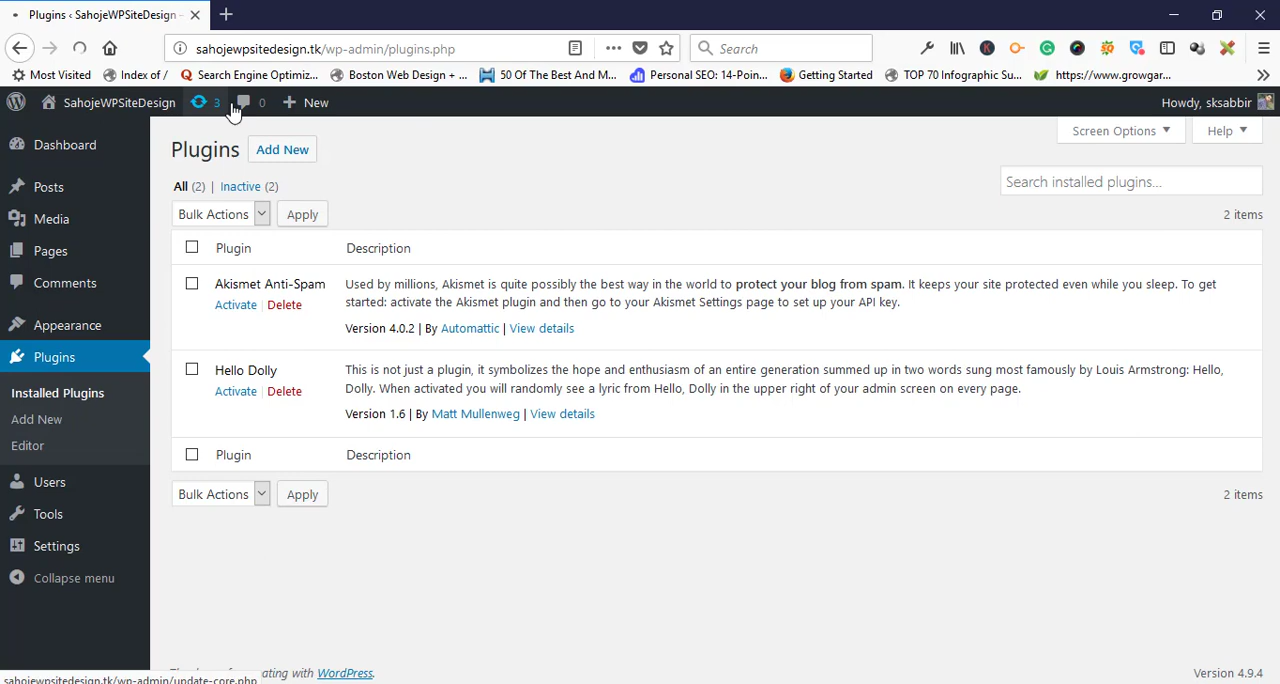 Plugins ‹ SahojeWPSiteDesign -
sahojewpsitedesign.tk/wp-admin/plugins.php
Search
Most Visited
Index of /
Search Engine Optimiz...
Boston Web Design + ...
50 Of The Best And M...
Personal SEO: 14-Poin...
Getting Started
TOP 70 Infographic Su...
https://www.growgar...
SahojeWPSiteDesign
3
0
New
Howdy, sksabbir
Dashboard
Posts
Media
Pages
Comments
Appearance
Plugins
Installed Plugins
Add New
Editor
Users
Tools
Settings
Collapse menu
Screen Options
Help
Plugins
Add New
All (2) | Inactive (2)
Search installed plugins...
Bulk Actions
Apply
2 items
Plugin
Description
Akismet Anti-Spam
Activate | Delete
Used by millions, Akismet is quite possibly the best way in the world to protect your blog from spam. It keeps your site protected even while you sleep. To get
started: activate the Akismet plugin and then go to your Akismet Settings page to set up your API key.
Version 4.0.2 | By Automattic | View details
Hello Dolly
Activate | Delete
This is not just a plugin, it symbolizes the hope and enthusiasm of an entire generation summed up in two words sung most famously by Louis Armstrong: Hello,
Dolly. When activated you will randomly see a lyric from Hello, Dolly in the upper right of your admin screen on every page.
Version 1.6 | By Matt Mullenweg | View details
Plugin
Description
Bulk Actions
Apply
2 items
ating with WordPress.
Version 4.9.4
sahojewpsitedesign.tk/wp-admin/update-core.php